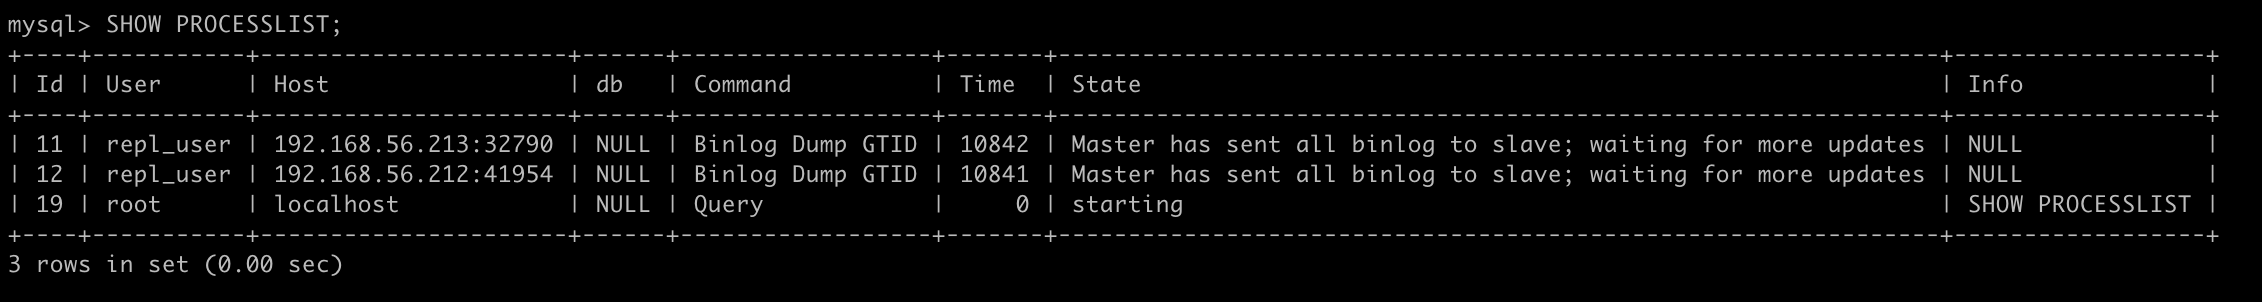 mysql> SHOW PROCESSLIST;
+----+-----------+----------------------+------+------------------+-------+---------------------------------------------------------------+------------------+
| Id | User      | Host                 | db   | Command          | Time  | State                                                         | Info             |
+----+-----------+----------------------+------+------------------+-------+---------------------------------------------------------------+------------------+
| 11 | repl_user | 192.168.56.213:32790 | NULL | Binlog Dump GTID | 10842 | Master has sent all binlog to slave; waiting for more updates | NULL             |
| 12 | repl_user | 192.168.56.212:41954 | NULL | Binlog Dump GTID | 10841 | Master has sent all binlog to slave; waiting for more updates | NULL             |
| 19 | root      | localhost            | NULL | Query            |     0 | starting                                                      | SHOW PROCESSLIST |
+----+-----------+----------------------+------+------------------+-------+---------------------------------------------------------------+------------------+
3 rows in set (0.00 sec)